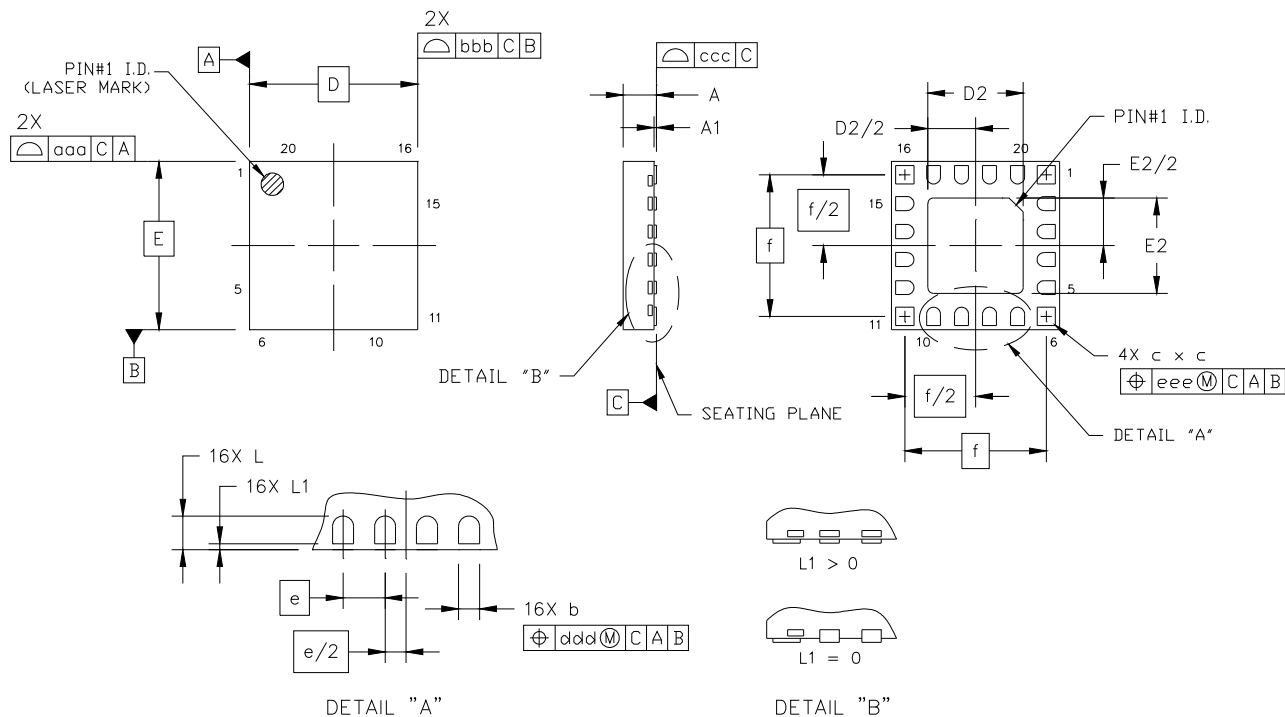 2X
bbb C B
A
D
PIN#1 I.D.
(LASER MARK)
2X
aaa C A
20
16
1
15
E
5
11
6
10
B
ccc C
A
A1
DETAIL "B"
C
SEATING PLANE
D2
D2/2
PIN#1 I.D.
16
20
1
E2/2
15
f/2
f
E2
5
11
10
6
4X c x c
⌖ eee Ⓜ C A B
f/2
DETAIL "A"
f
16X L
16X L1
e
16X b
⌖ ddd Ⓜ C A B
e/2
DETAIL "A"
L1 > 0
L1 = 0
DETAIL "B"